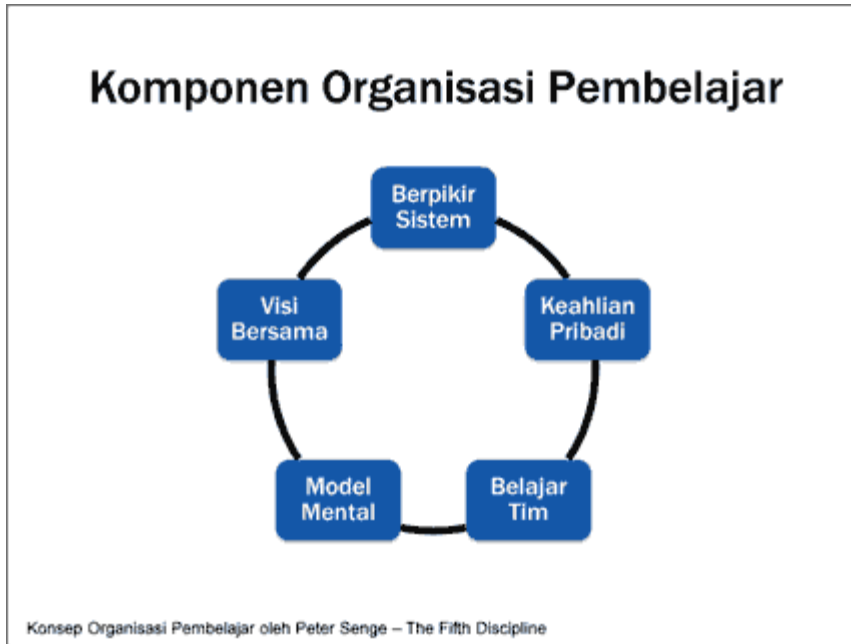 Komponen Organisasi Pembelajar
Berpikir
Sistem
Visi
Bersama
Keahlian
Pribadi
Model
Mental
Belajar
Tim
Konsep Organisasi Pembelajar oleh Peter Senge – The Fifth Discipline